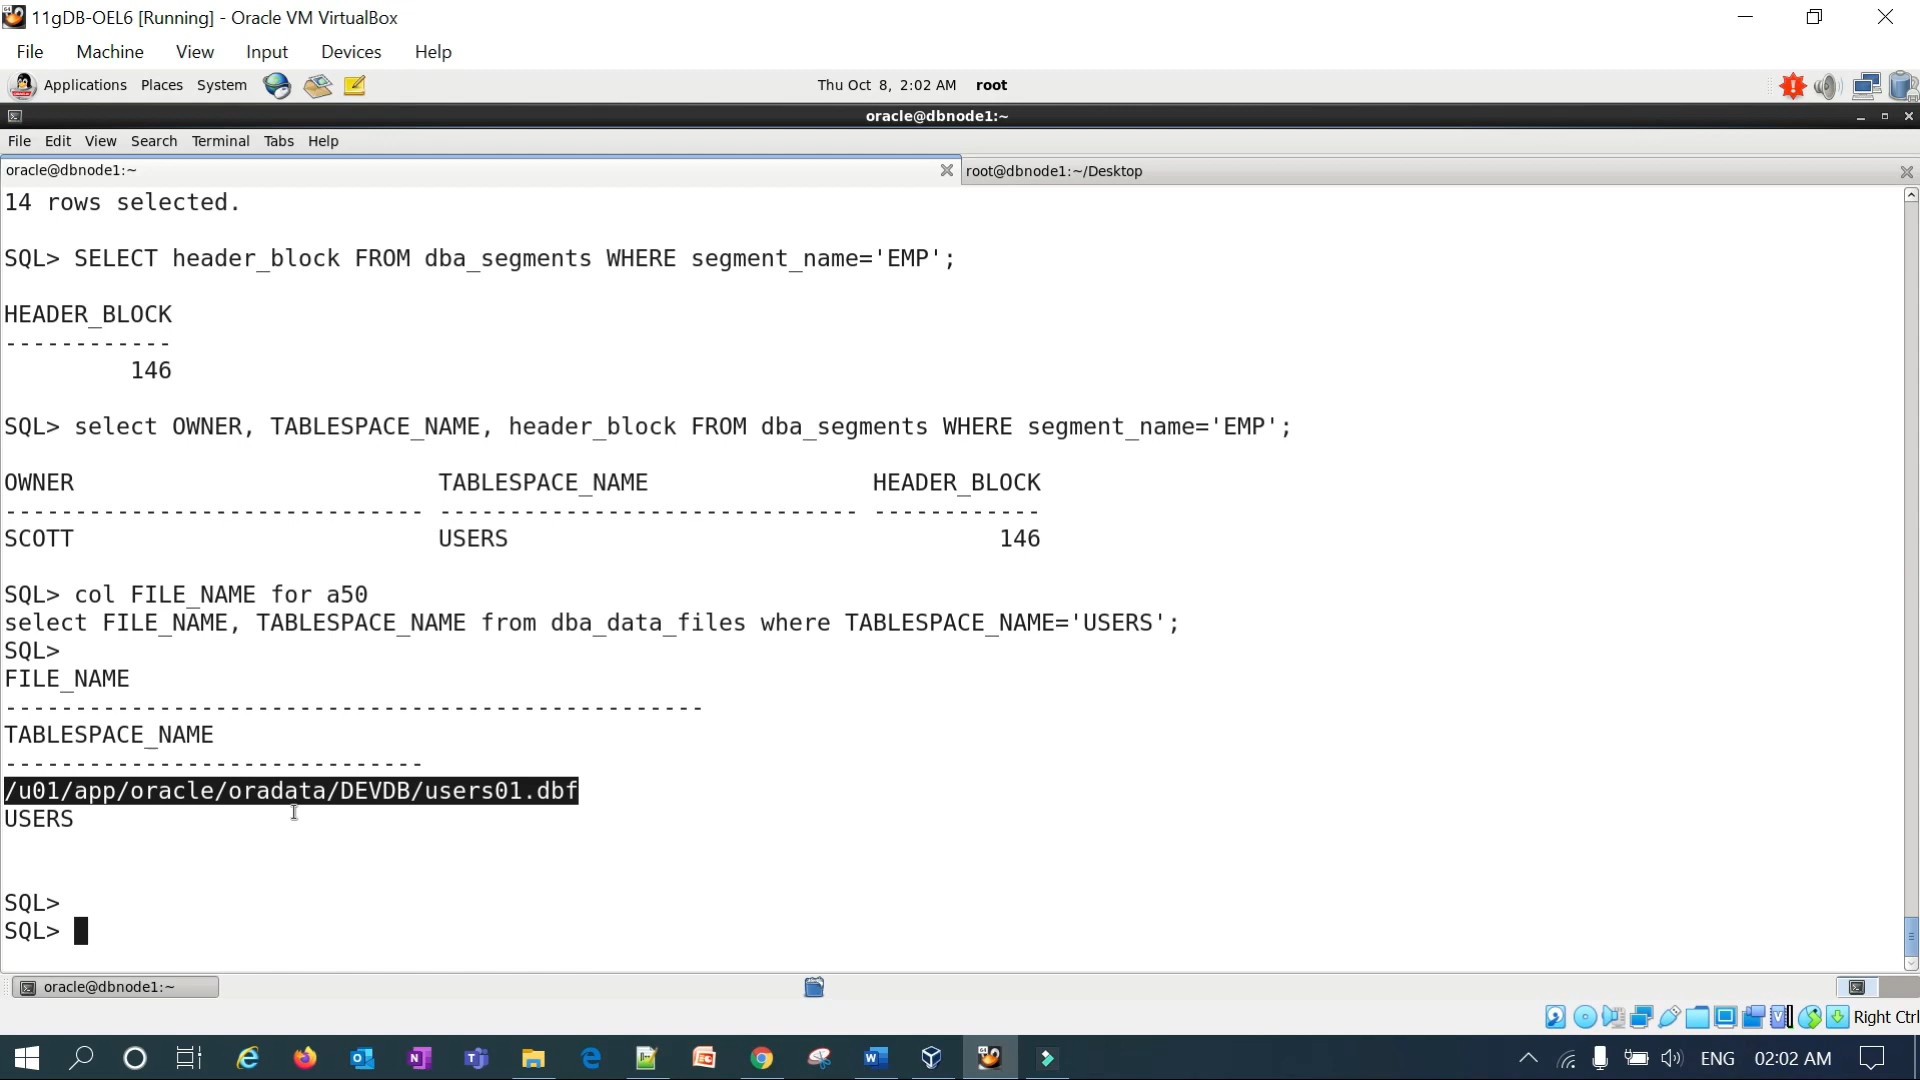 11gDB-OEL6 [Running] - Oracle VM VirtualBox
File Machine View Input Devices Help
Applications Places System Thu Oct 8, 2:02 AM root
oracle@dbnode1:~
File Edit View Search Terminal Tabs Help
oracle@dbnode1:~ root@dbnode1:~/Desktop
14 rows selected.
SQL> SELECT header_block FROM dba_segments WHERE segment_name='EMP';
HEADER_BLOCK
------------
146
SQL> select OWNER, TABLESPACE_NAME, header_block FROM dba_segments WHERE segment_name='EMP';
OWNER TABLESPACE_NAME HEADER_BLOCK
------------------------------ ------------------------------ ------------
SCOTT USERS 146
SQL> col FILE_NAME for a50
select FILE_NAME, TABLESPACE_NAME from dba_data_files where TABLESPACE_NAME='USERS';
SQL>
FILE_NAME
--------------------------------------------------
TABLESPACE_NAME
------------------------------
/u01/app/oracle/oradata/DEVDB/users01.dbf
USERS
SQL>
SQL>
oracle@dbnode1:~
Right Ctrl
ENG 02:02 AM